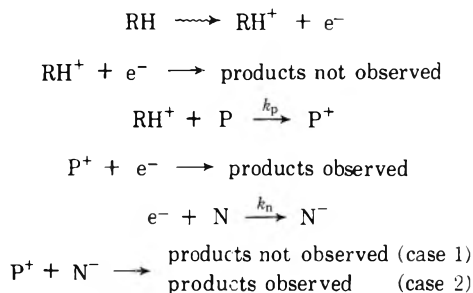 RH ⟿ RH⁺ + e⁻
RH⁺ + e⁻ ⟶ products not observed
RH⁺ + P —kₚ→ P⁺
P⁺ + e⁻ ⟶ products observed
e⁻ + N —kₙ→ N⁻
P⁺ + N⁻ ⟶ products not observed (case 1)
products observed (case 2)